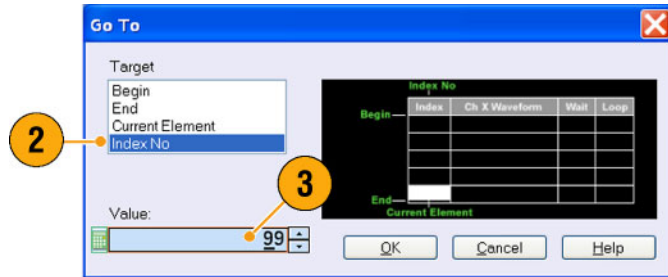 Go To
Target
Begin
End
Current Element
Index No
2
Value:
3
99
Index No
Begin
Index Ch X Waveform Wait Loop
End
Current Element
OK Cancel Help